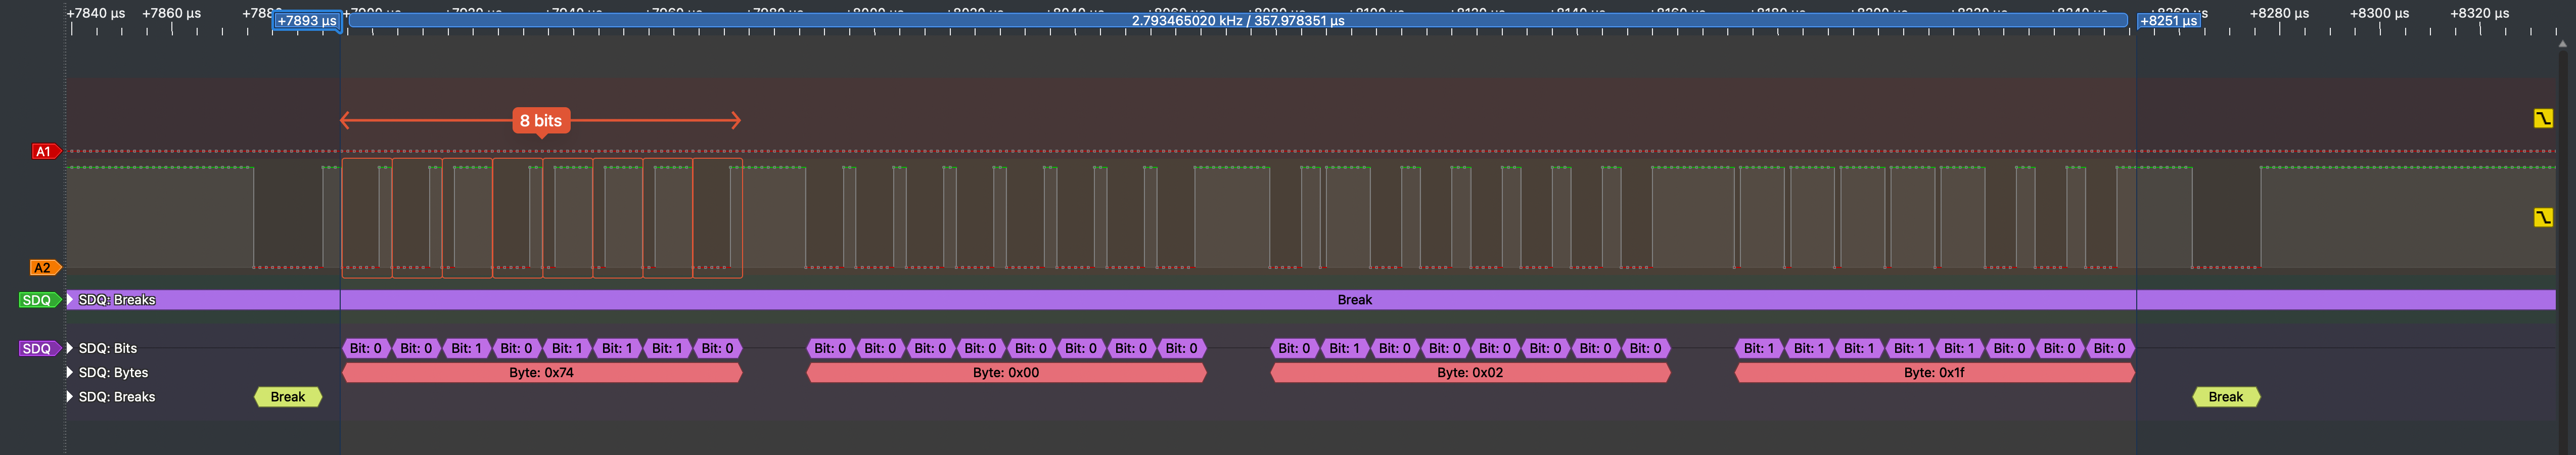 +7840 µs +7860 µs +7893 µs 2.793465020 kHz / 357.978351 µs +8251 µs +8280 µs +8300 µs +8320 µs
8 bits
A1
A2
SDQ SDQ: Breaks Break
SDQ SDQ: Bits Bit: 0 Bit: 0 Bit: 1 Bit: 0 Bit: 1 Bit: 1 Bit: 1 Bit: 0 Bit: 0 Bit: 0 Bit: 0 Bit: 0 Bit: 0 Bit: 0 Bit: 0 Bit: 0 Bit: 0 Bit: 1 Bit: 0 Bit: 0 Bit: 0 Bit: 0 Bit: 0 Bit: 0 Bit: 1 Bit: 1 Bit: 1 Bit: 1 Bit: 1 Bit: 0 Bit: 0 Bit: 0
SDQ: Bytes Byte: 0x74 Byte: 0x00 Byte: 0x02 Byte: 0x1f
SDQ: Breaks Break Break